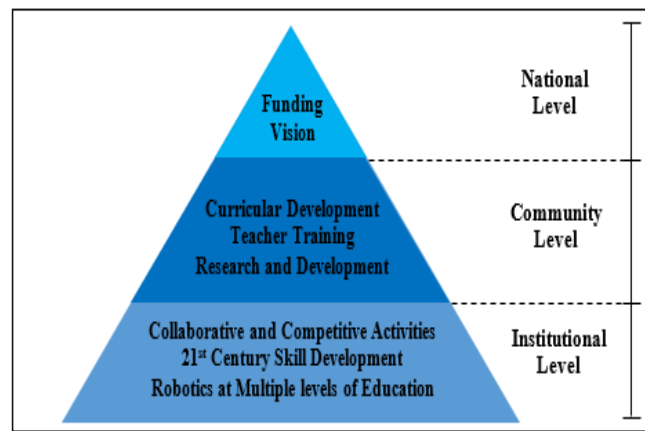 Funding
Vision
National
Level
Curricular Development
Teacher Training
Research and Development
Community
Level
Collaborative and Competitive Activities
21st Century Skill Development
Robotics at Multiple levels of Education
Institutional
Level